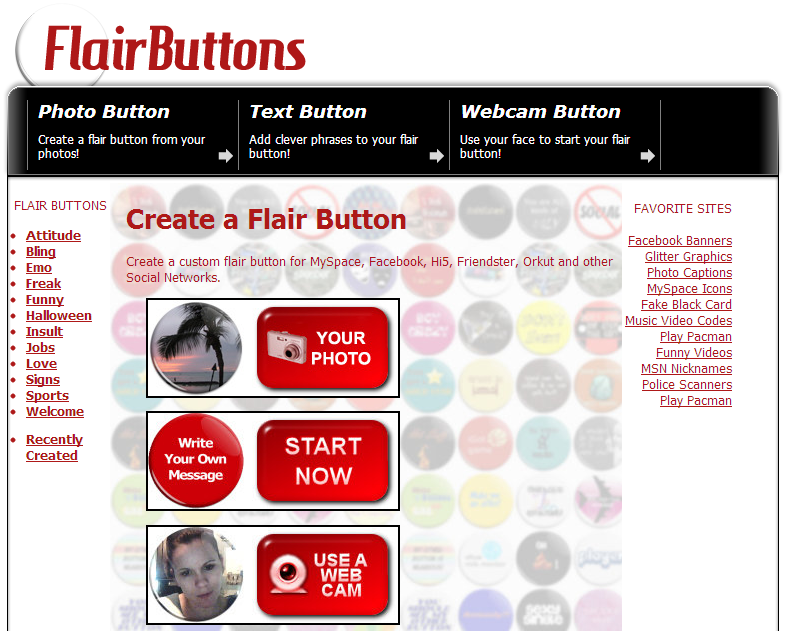 FlairButtons
Photo Button
Create a flair button from your
photos!
Text Button
Add clever phrases to your flair
button!
Webcam Button
Use your face to start your flair
button!
FLAIR BUTTONS
Attitude
Bling
Emo
Freak
Funny
Halloween
Insult
Jobs
Love
Signs
Sports
Welcome
Recently
Created
Create a Flair Button
Create a custom flair button for MySpace, Facebook, Hi5, Friendster, Orkut and other
Social Networks.
YOUR
PHOTO
Write
Your Own
Message
START
NOW
USE A
WEB
CAM
FAVORITE SITES
Facebook Banners
Glitter Graphics
Photo Captions
MySpace Icons
Fake Black Card
Music Video Codes
Play Pacman
Funny Videos
MSN Nicknames
Police Scanners
Play Pacman